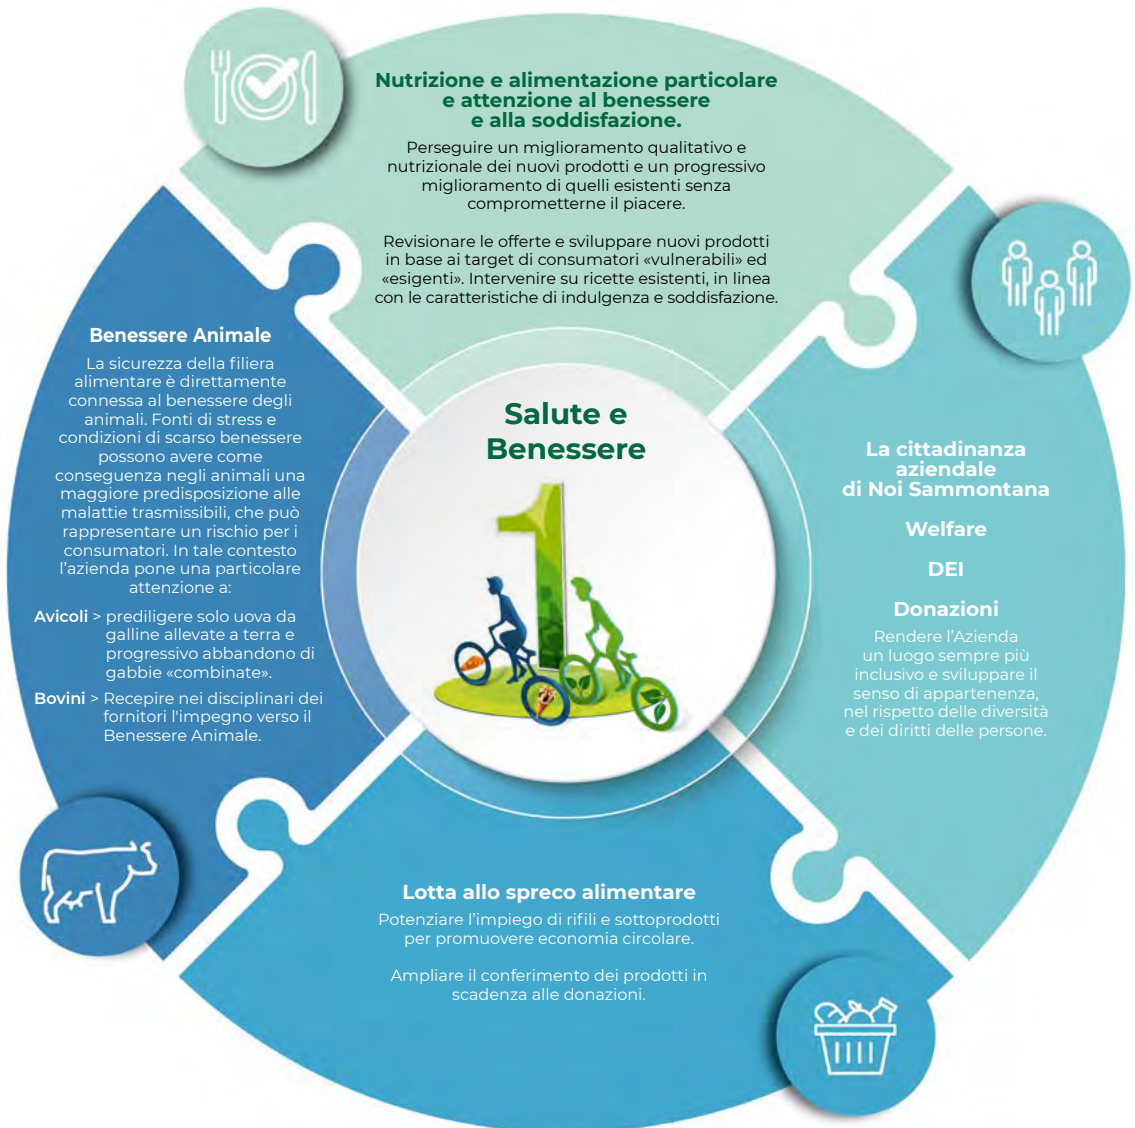 Nutrizione e alimentazione particolare
e attenzione al benessere
e alla soddisfazione.
Perseguire un miglioramento qualitativo e
nutrizionale dei nuovi prodotti e un progressivo
miglioramento di quelli esistenti senza
comprometterne il piacere.
Revisionare le offerte e sviluppare nuovi prodotti
in base ai target di consumatori «vulnerabili» ed
«esigenti». Intervenire su ricette esistenti, in linea
con le caratteristiche di indulgenza e soddisfazione.
Benessere Animale
La sicurezza della filiera
alimentare è direttamente
connessa al benessere degli
animali. Fonti di stress e
condizioni di scarso benessere
possono avere come
conseguenza negli animali una
maggiore predisposizione alle
malattie trasmissibili, che può
rappresentare un rischio per i
consumatori. In tale contesto
l'azienda pone una particolare
attenzione a:
Avicoli > prediligere solo uova da
galline allevate a terra e
progressivo abbandono di
gabbie «combinate».
Bovini > Recepire nei disciplinari dei
fornitori l'impegno verso il
Benessere Animale.
Salute e
Benessere
1
La cittadinanza
aziendale
di Noi Sammontana
Welfare
DEI
Donazioni
Rendere l'Azienda
un luogo sempre più
inclusivo e sviluppare il
senso di appartenenza,
nel rispetto delle diversità
e dei diritti delle persone.
Lotta allo spreco alimentare
Potenziare l'impiego di rifili e sottoprodotti
per promuovere economia circolare.
Ampliare il conferimento dei prodotti in
scadenza alle donazioni.